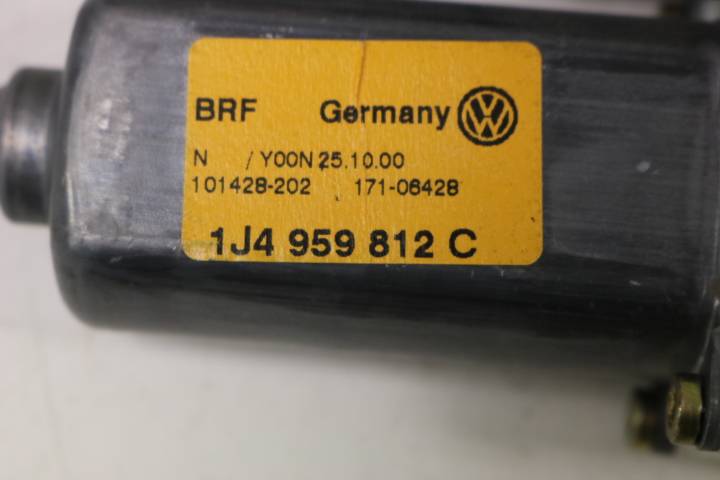 BRF Germany
N / Y00N 25.10.00
101428-202 171-06428
1J4 959 812 C